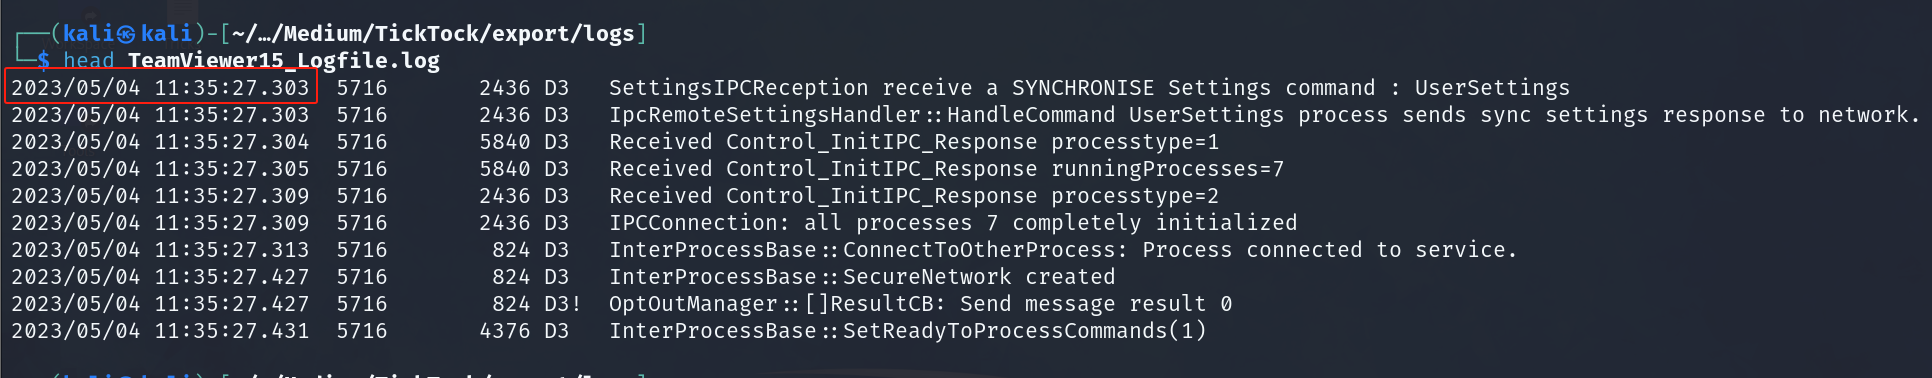 ┌──(kali㉿kali)-[~/…/Medium/TickTock/export/logs]
└─$ head TeamViewer15_Logfile.log
2023/05/04 11:35:27.303  5716       2436 D3   SettingsIPCReception receive a SYNCHRONISE Settings command : UserSettings
2023/05/04 11:35:27.303  5716       2436 D3   IpcRemoteSettingsHandler::HandleCommand UserSettings process sends sync settings response to network.
2023/05/04 11:35:27.304  5716       5840 D3   Received Control_InitIPC_Response processtype=1
2023/05/04 11:35:27.305  5716       5840 D3   Received Control_InitIPC_Response runningProcesses=7
2023/05/04 11:35:27.309  5716       2436 D3   Received Control_InitIPC_Response processtype=2
2023/05/04 11:35:27.309  5716       2436 D3   IPCConnection: all processes 7 completely initialized
2023/05/04 11:35:27.313  5716        824 D3   InterProcessBase::ConnectToOtherProcess: Process connected to service.
2023/05/04 11:35:27.427  5716        824 D3   InterProcessBase::SecureNetwork created
2023/05/04 11:35:27.427  5716        824 D3!  OptOutManager::[]ResultCB: Send message result 0
2023/05/04 11:35:27.431  5716       4376 D3   InterProcessBase::SetReadyToProcessCommands(1)